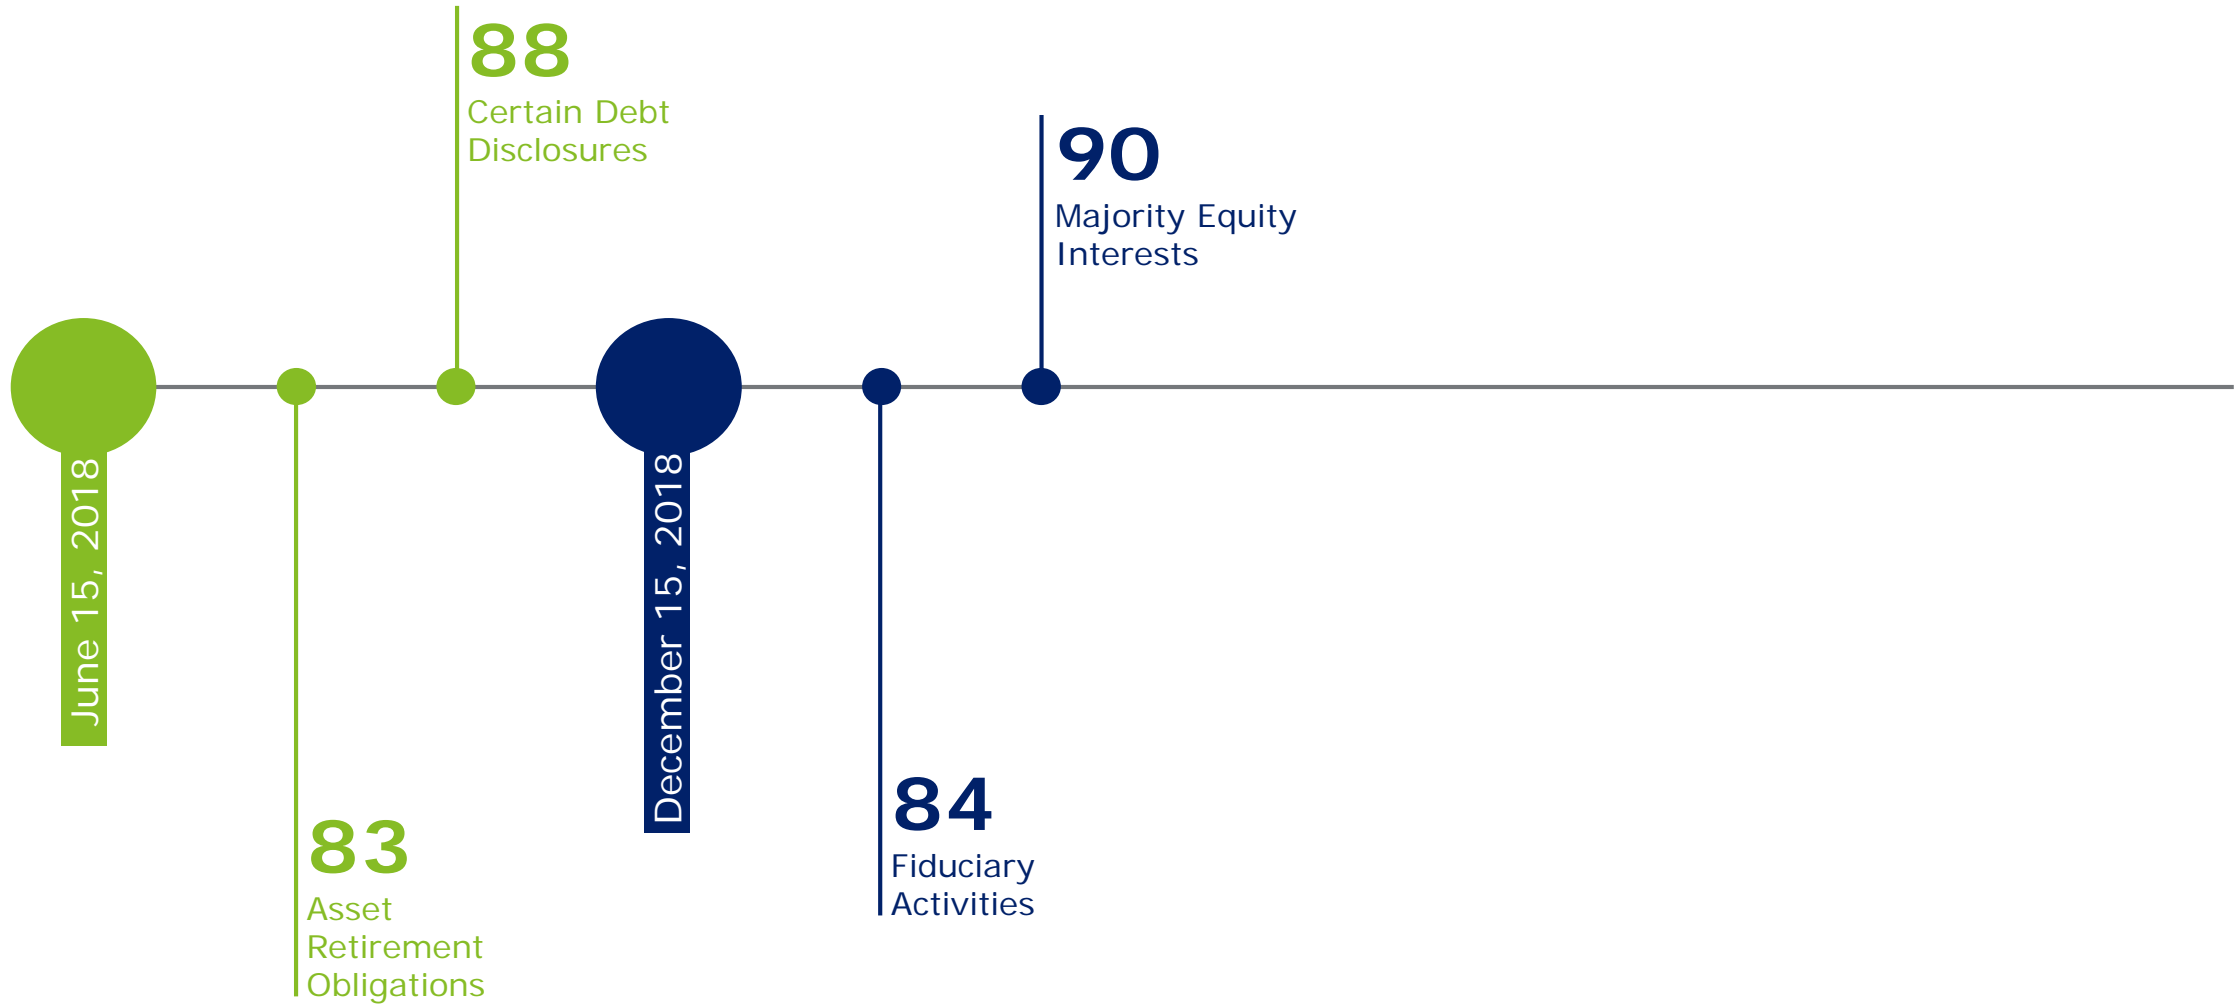 88
Certain Debt
Disclosures
90
Majority Equity
Interests
June 15, 2018
December 15, 2018
83
Asset
Retirement
Obligations
84
Fiduciary
Activities